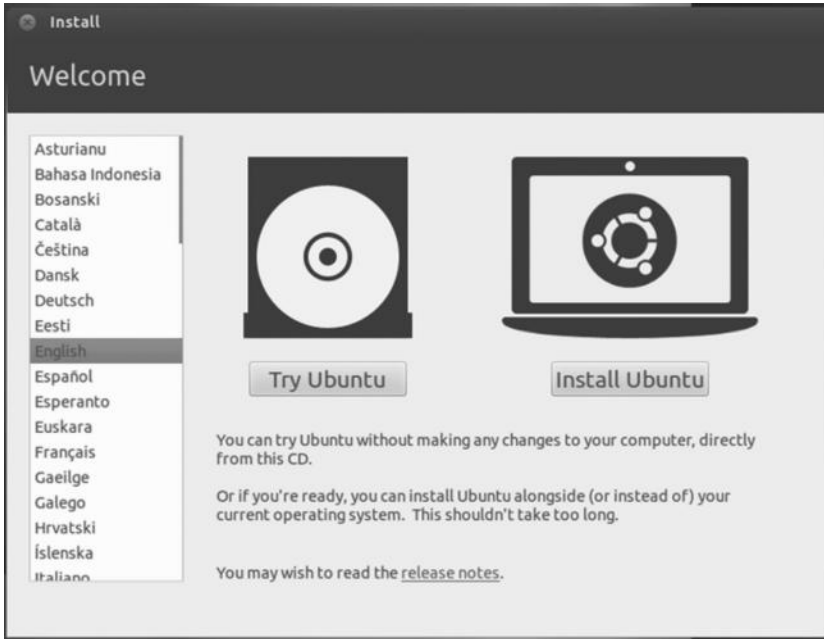 Install
Welcome
Asturianu
Bahasa Indonesia
Bosanski
Català
Čeština
Dansk
Deutsch
Eesti
English
Español
Esperanto
Euskara
Français
Gaeilge
Galego
Hrvatski
Íslenska
Italiano
Try Ubuntu
Install Ubuntu
You can try Ubuntu without making any changes to your computer, directly
from this CD.
Or if you're ready, you can install Ubuntu alongside (or instead of) your
current operating system. This shouldn't take too long.
You may wish to read the release notes.